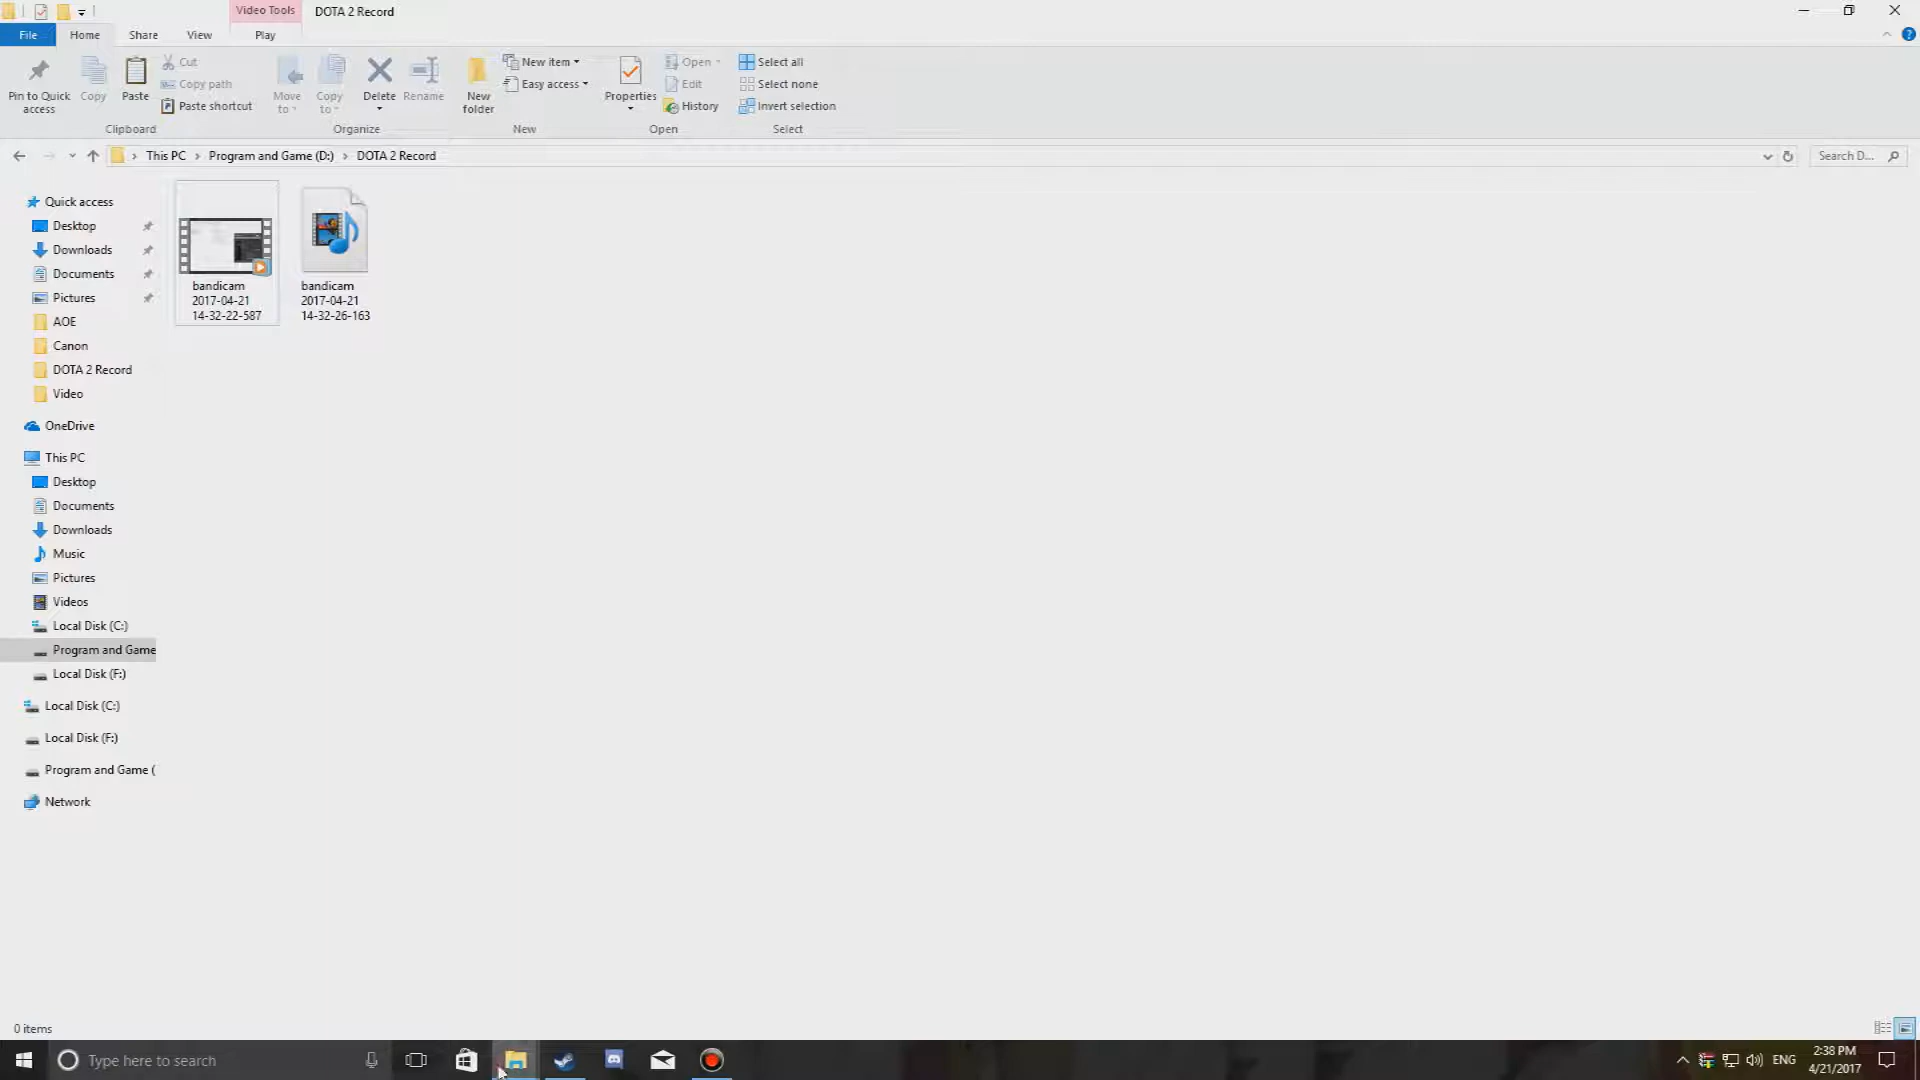 Video Tools
DOTA 2 Record
File
Home
Share
View
Play
Pin to Quick
access
Copy
Paste
Cut
Copy path
Paste shortcut
Clipboard
Move
to
Copy
to
Delete
Rename
Organize
New
folder
New item
Easy access
New
Properties
Open
Edit
History
Open
Select all
Select none
Invert selection
Select
This PC
Program and Game (D:)
DOTA 2 Record
Search D...
Quick access
Desktop
Downloads
Documents
Pictures
AOE
Canon
DOTA 2 Record
Video
OneDrive
This PC
Desktop
Documents
Downloads
Music
Pictures
Videos
Local Disk (C:)
Program and Game
Local Disk (F:)
Local Disk (C:)
Local Disk (F:)
Program and Game (
Network
bandicam
2017-04-21
14-32-22-587
bandicam
2017-04-21
14-32-26-163
0 items
Type here to search
ENG
2:38 PM
4/21/2017